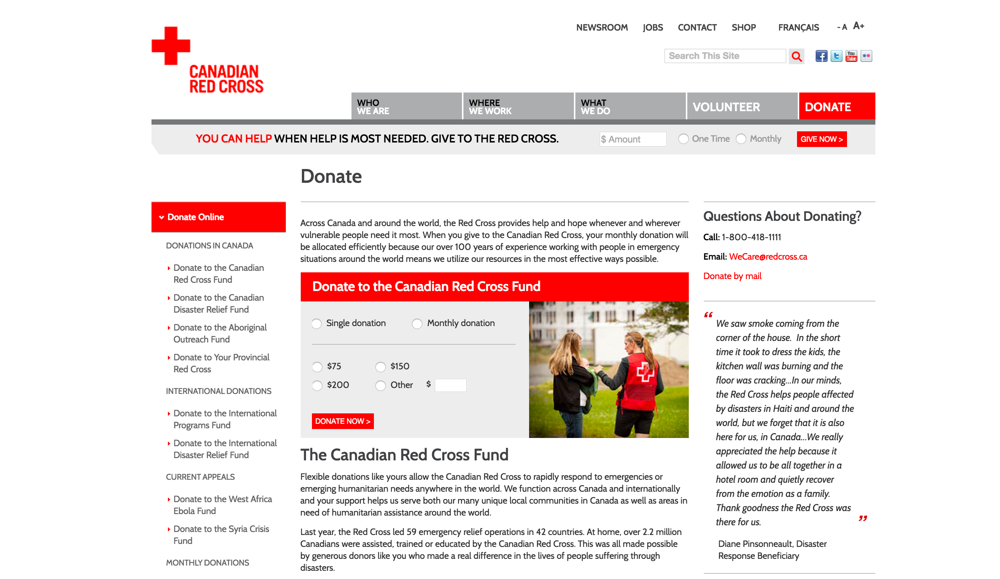 NEWSROOM JOBS CONTACT SHOP FRANÇAIS -A A+
CANADIAN
RED CROSS
Search This Site
You
Tube
WHO
WE ARE
WHERE
WE WORK
WHAT
WE DO
VOLUNTEER
DONATE
YOU CAN HELP WHEN HELP IS MOST NEEDED. GIVE TO THE RED CROSS.
$ Amount
One Time
Monthly
GIVE NOW >
Donate
Donate Online
DONATIONS IN CANADA
Donate to the Canadian
Red Cross Fund
Donate to the Canadian
Disaster Relief Fund
Donate to the Aboriginal
Outreach Fund
Donate to Your Provincial
Red Cross
INTERNATIONAL DONATIONS
Donate to the International
Programs Fund
Donate to the International
Disaster Relief Fund
CURRENT APPEALS
Donate to the West Africa
Ebola Fund
Donate to the Syria Crisis
Fund
MONTHLY DONATIONS
Across Canada and around the world, the Red Cross provides help and hope whenever and wherever
vulnerable people need it most. When you give to the Canadian Red Cross, your monthly donation will
be allocated efficiently because our over 100 years of experience working with people in emergency
situations around the world means we utilize our resources in the most effective ways possible.
Donate to the Canadian Red Cross Fund
Single donation
Monthly donation
$75
$150
$200
Other $
DONATE NOW >
The Canadian Red Cross Fund
Flexible donations like yours allow the Canadian Red Cross to rapidly respond to emergencies or
emerging humanitarian needs anywhere in the world. We function across Canada and internationally
and your support helps us serve both our many unique local communities in Canada as well as areas in
need of humanitarian assistance around the world.
Last year, the Red Cross led 59 emergency relief operations in 42 countries. At home, over 2.2 million
Canadians were assisted, trained or educated by the Canadian Red Cross. This was all made possible
by generous donors like you who made a real difference in the lives of people suffering through
disasters.
Questions About Donating?
Call: 1-800-418-1111
Email: WeCare@redcross.ca
Donate by mail
“ We saw smoke coming from the
corner of the house. In the short
time it took to dress the kids, the
kitchen wall was burning and the
floor was cracking...In our minds,
the Red Cross helps people affected
by disasters in Haiti and around the
world, but we forget that it is also
here for us, in Canada...We really
appreciated the help because it
allowed us to be all together in a
hotel room and quietly recover
from the emotion as a family.
Thank goodness the Red Cross was
there for us. ”
Diane Pinsonneault, Disaster
Response Beneficiary